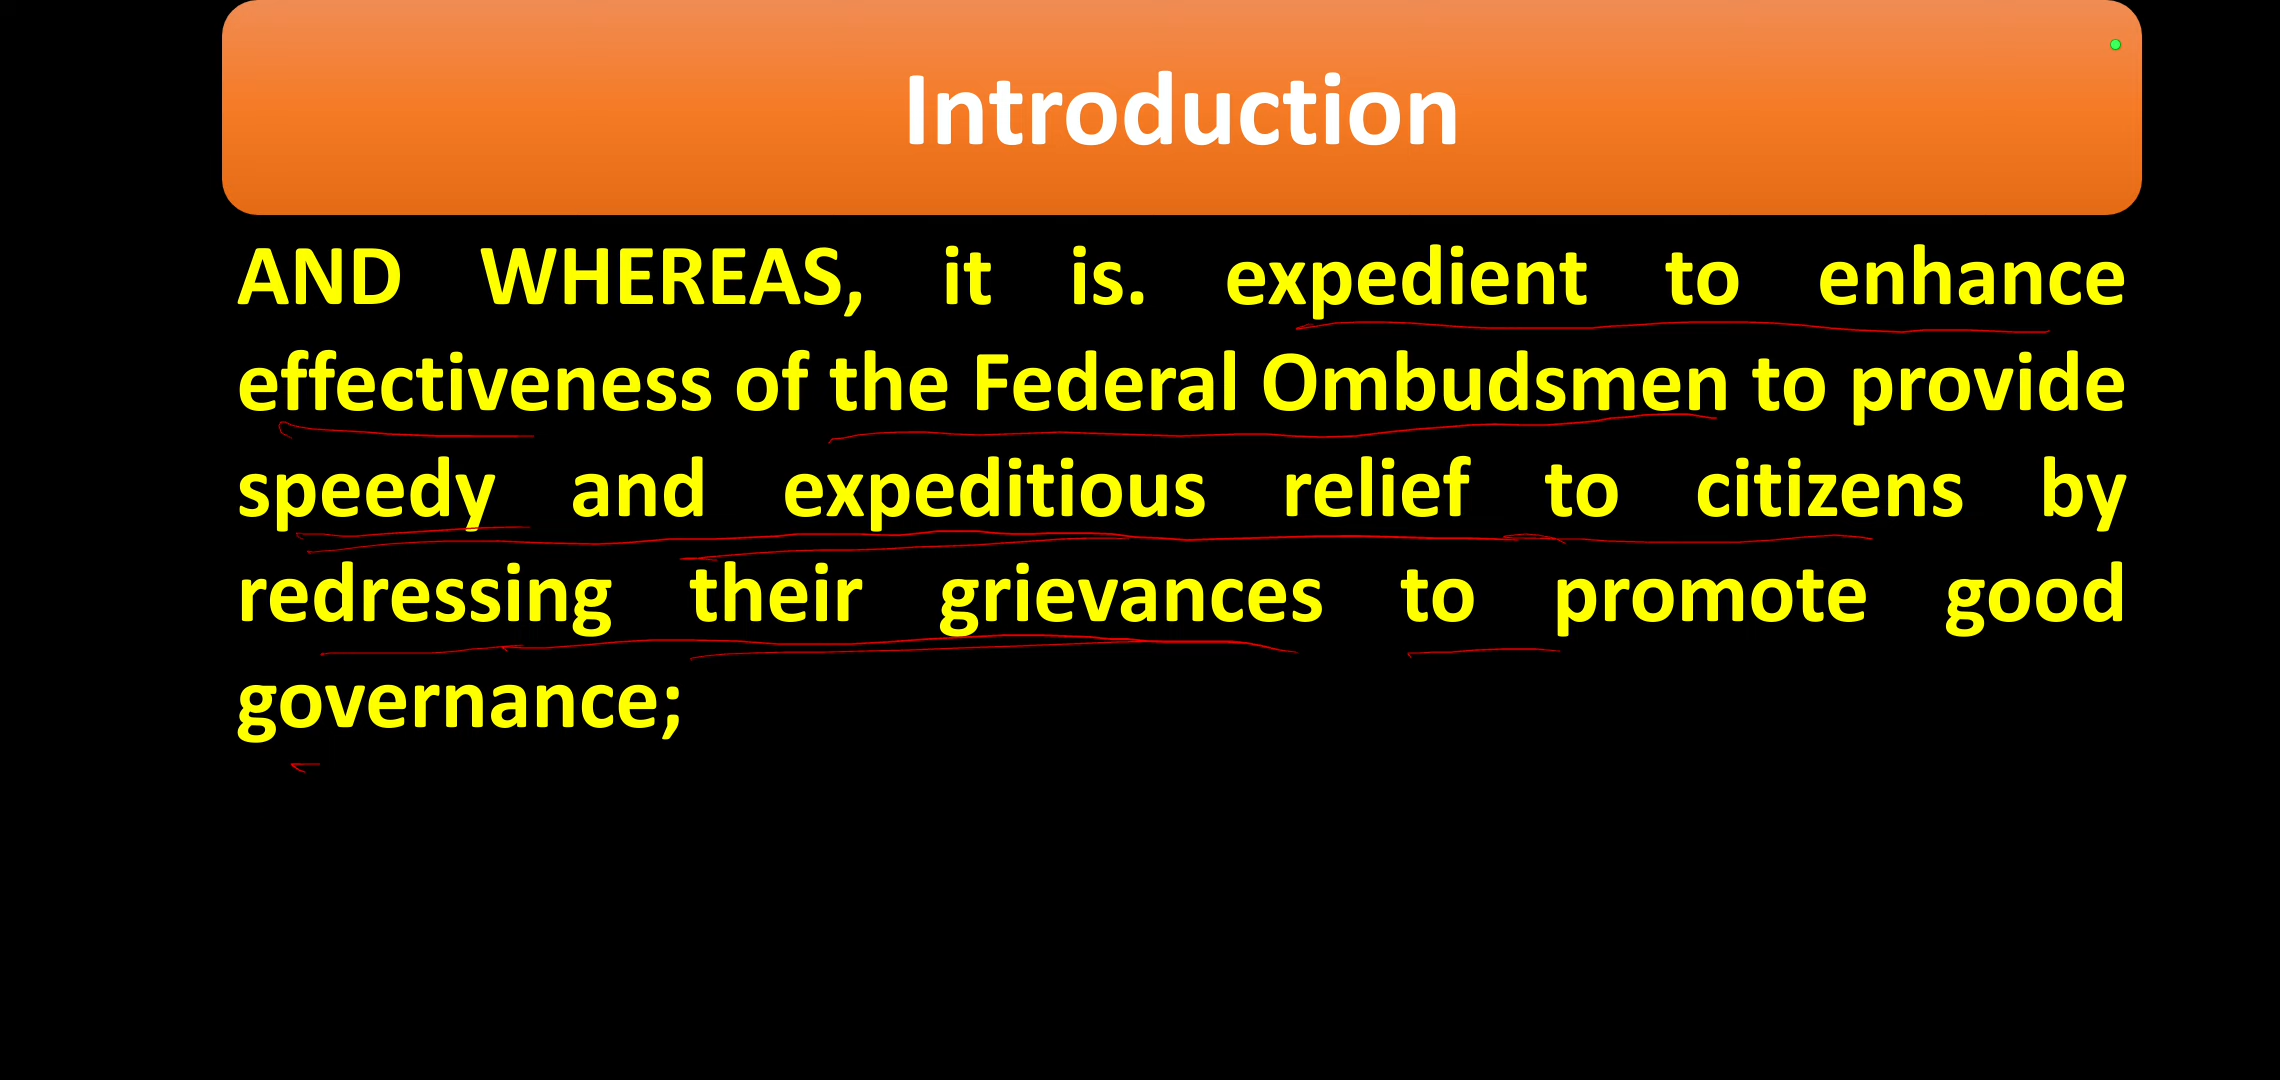 Introduction
AND WHEREAS, it is. expedient to enhance
effectiveness of the Federal Ombudsmen to provide
speedy and expeditious relief to citizens by
redressing their grievances to promote good
governance;